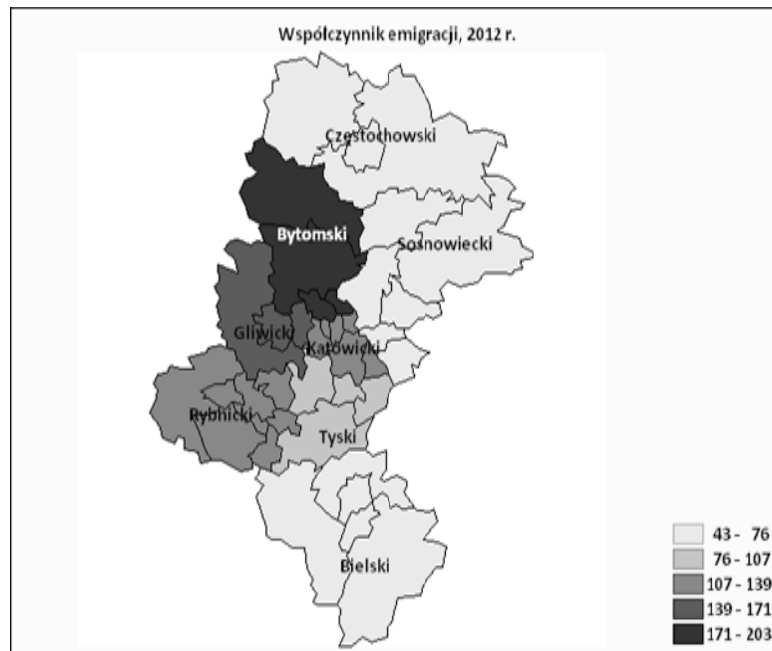 Współczynnik emigracji, 2012 r.
Częstochowski
Bytomski
Sosnowiecki
Gliwicki
Katowicki
Rybnicki
Tyski
Bielski
43 - 76
76 - 107
107 - 139
139 - 171
171 - 203